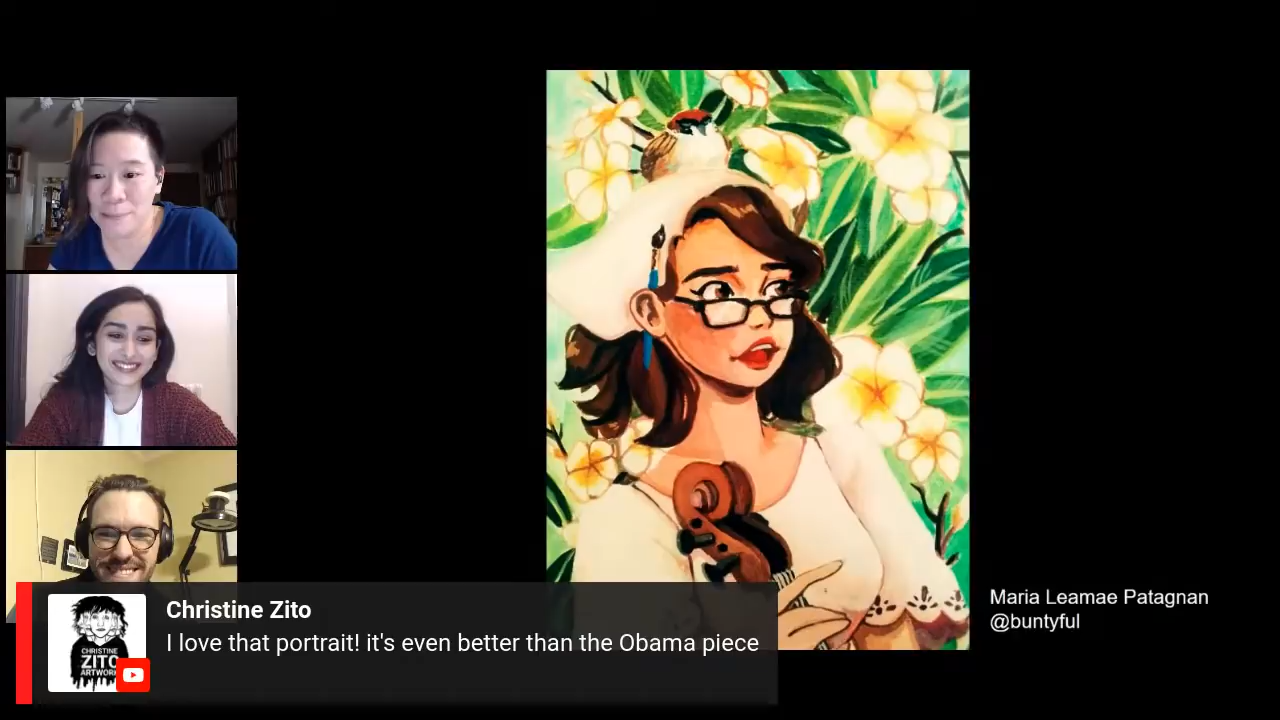 Christine Zito
I love that portrait! it's even better than the Obama piece
CHRISTINE
ZITO
ARTWORK
Maria Leamae Patagnan
@buntyful